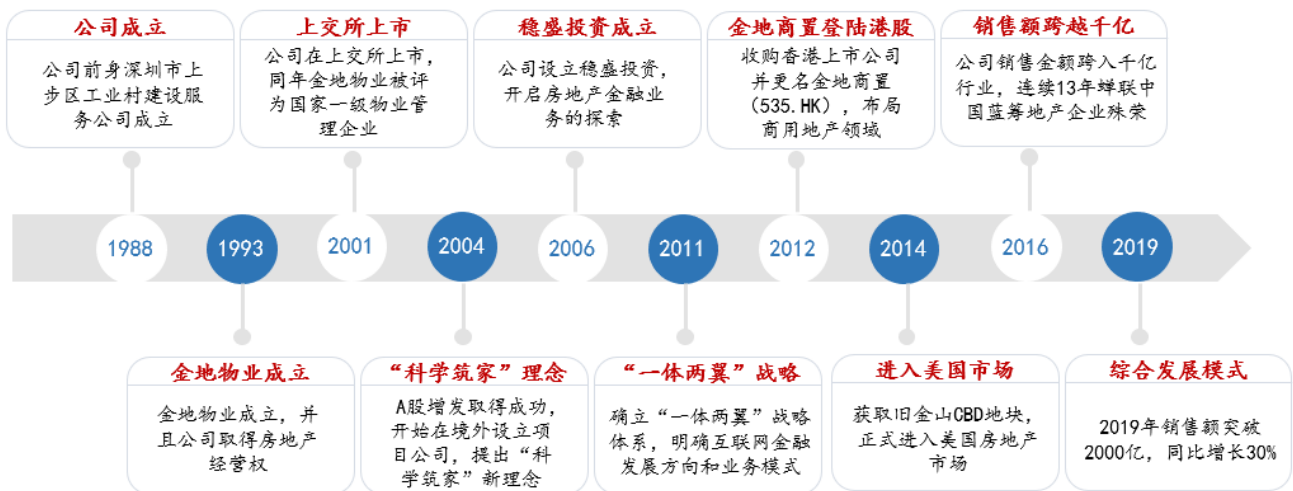 公司成立
公司前身深圳市上
步区工业村建设服
务公司成立
上交所上市
公司在上交所上市，
同年金地物业被评
为国家一级物业管
理企业
稳盛投资成立
公司设立稳盛投资，
开启房地产金融业
务的探索
金地商置登陆港股
收购香港上市公司
并更名金地商置
（535.HK），布局
商用地产领域
销售额跨越千亿
公司销售金额跨入千亿
行业，连续13年蝉联中
国蓝筹地产企业殊荣
1988
1993
2001
2004
2006
2011
2012
2014
2016
2019
金地物业成立
金地物业成立，并
且公司取得房地产
经营权
“科学筑家”理念
A股增发取得成功，
开始在境外设立项
目公司，提出“科
学筑家”新理念
“一体两翼”战略
确立“一体两翼”战略
体系，明确互联网金融
发展方向和业务模式
进入美国市场
获取旧金山CBD地块，
正式进入美国房地产
市场
综合发展模式
2019年销售额突破
2000亿，同比增长30%